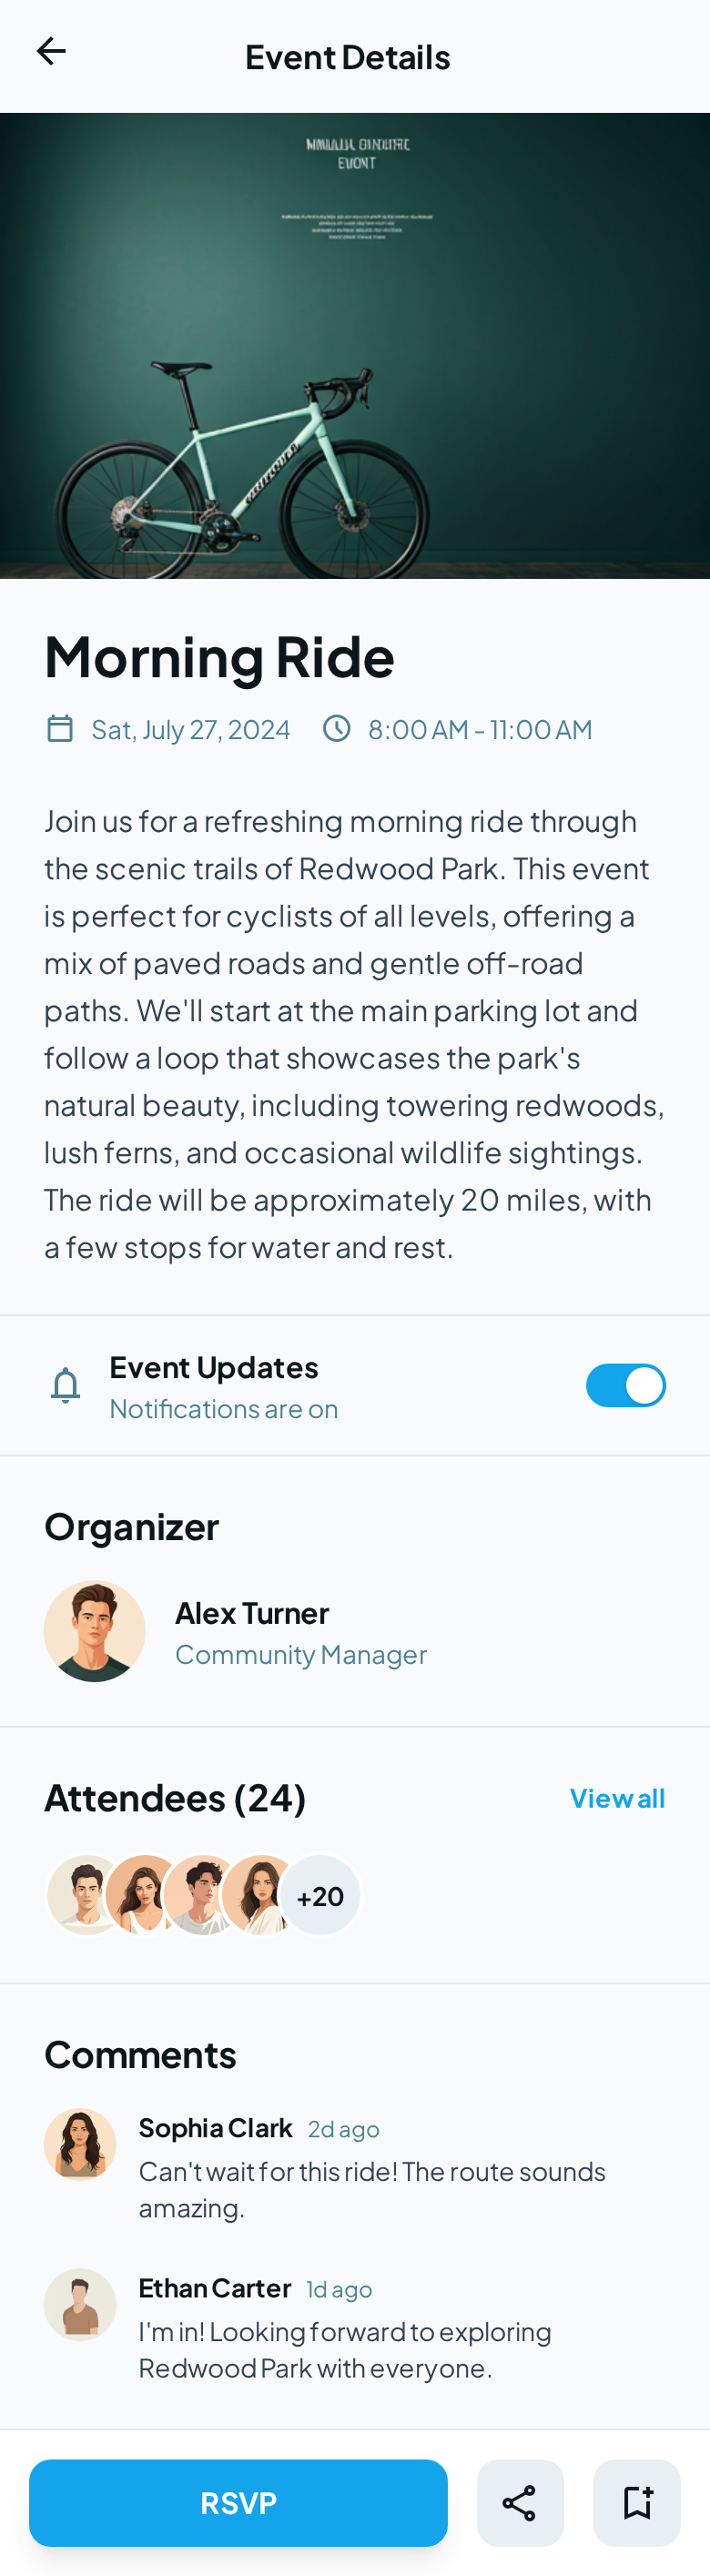 Event Details
EVENT
Morning Ride
Sat, July 27, 2024 8:00 AM - 11:00 AM
Join us for a refreshing morning ride through
the scenic trails of Redwood Park. This event
is perfect for cyclists of all levels, offering a
mix of paved roads and gentle off-road
paths. We'll start at the main parking lot and
follow a loop that showcases the park's
natural beauty, including towering redwoods,
lush ferns, and occasional wildlife sightings.
The ride will be approximately 20 miles, with
a few stops for water and rest.
Event Updates
Notifications are on
Organizer
Alex Turner
Community Manager
Attendees (24) View all
+20
Comments
Sophia Clark 2d ago
Can't wait for this ride! The route sounds
amazing.
Ethan Carter 1d ago
I'm in! Looking forward to exploring
Redwood Park with everyone.
RSVP